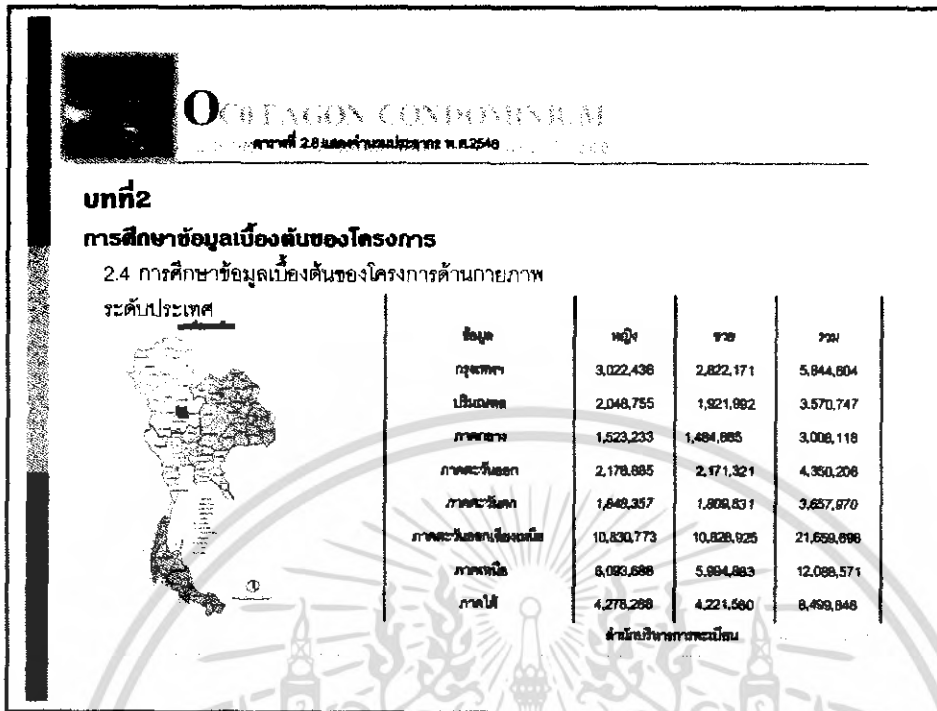 OCTAGON CONDOMINIUM
ตารางที่ 2.8 แสดงจำนวนประชากร พ.ศ.2548
บทที่2
การศึกษาข้อมูลเบื้องต้นของโครงการ
2.4 การศึกษาข้อมูลเบื้องต้นของโครงการด้านกายภาพ
ระดับประเทศ
ข้อมูล หญิง ชาย รวม
กรุงเทพฯ 3,022,436 2,822,171 5,844,604
ปริมณฑล 2,048,755 1,921,992 3.570,747
ภาคกลาง 1,523,233 1,484,885 3,008,118
ภาคตะวันออก 2,178,885 2,171,321 4,350,206
ภาคตะวันตก 1,848,357 1,809,831 3,657,970
ภาคตะวันออกเฉียงเหนือ 10,830,773 10,828,925 21,659,698
ภาคเหนือ 6,093,688 5,994,883 12,088,571
ภาคใต้ 4,278,268 4,221,580 8,499,848
สำนักบริหารการทะเบียน